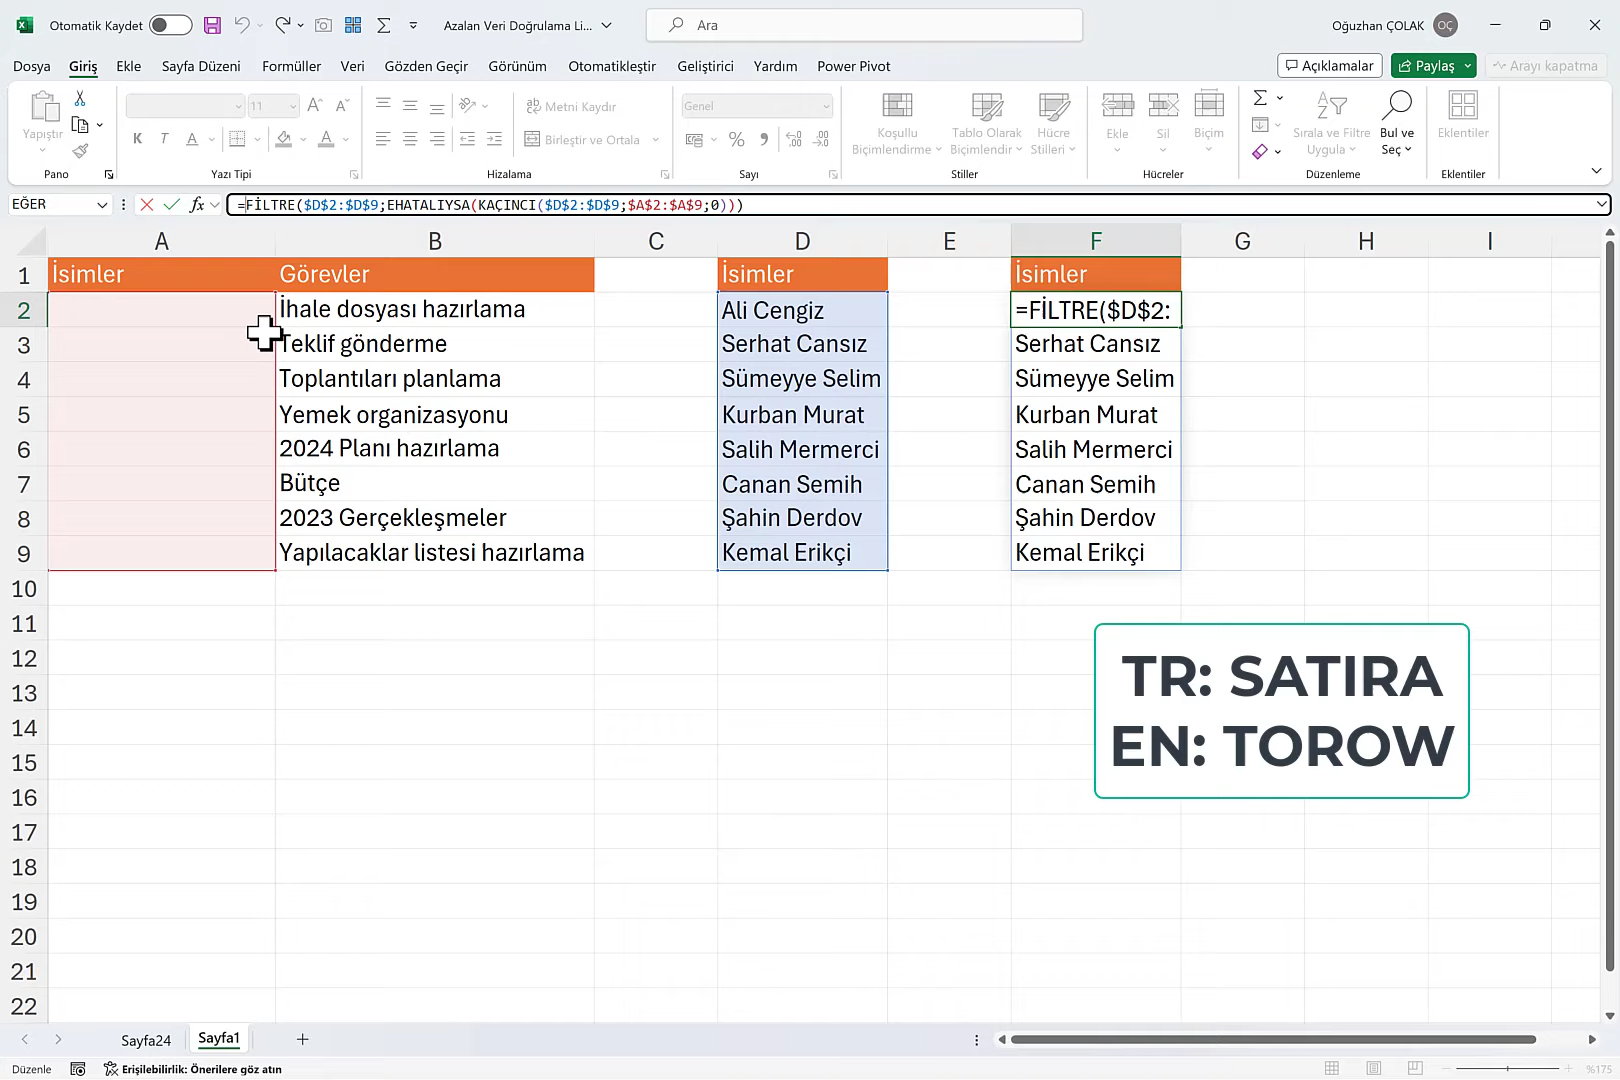 Otomatik Kaydet
Azalan Veri Doğrulama Li...
Ara
Oğuzhan ÇOLAK
OÇ
Dosya Giriş Ekle Sayfa Düzeni Formüller Veri Gözden Geçir Görünüm Otomatikleştir Geliştirici Yardım Power Pivot
Açıklamalar
Paylaş
Arayı kapatma
Yapıştır
Pano
11
K T A
Yazı Tipi
Metni Kaydır
Birleştir ve Ortala
Hizalama
Genel
Sayı
Koşullu Biçimlendirme
Tablo Olarak Biçimlendir
Hücre Stilleri
Stiller
Ekle
Sil
Biçim
Hücreler
Sırala ve Filtre Uygula
Bul ve Seç
Düzenleme
Eklentiler
Eklentiler
EĞER
fx
=FİLTRE($D$2:$D$9;EHATALIYSA(KAÇINCI($D$2:$D$9;$A$2:$A$9;0)))
A B C D E F G H I
1 İsimler Görevler İsimler İsimler
2 İhale dosyası hazırlama Ali Cengiz =FİLTRE($D$2:
3 Teklif gönderme Serhat Cansız Serhat Cansız
4 Toplantıları planlama Sümeyye Selim Sümeyye Selim
5 Yemek organizasyonu Kurban Murat Kurban Murat
6 2024 Planı hazırlama Salih Mermerci Salih Mermerci
7 Bütçe Canan Semih Canan Semih
8 2023 Gerçekleşmeler Şahin Derdov Şahin Derdov
9 Yapılacaklar listesi hazırlama Kemal Erikçi Kemal Erikçi
10
11
12
13
14
15
16
17
18
19
20
21
22
TR: SATIRA
EN: TOROW
Sayfa24 Sayfa1
Düzenle
Erişilebilirlik: Önerilere göz atın
%175